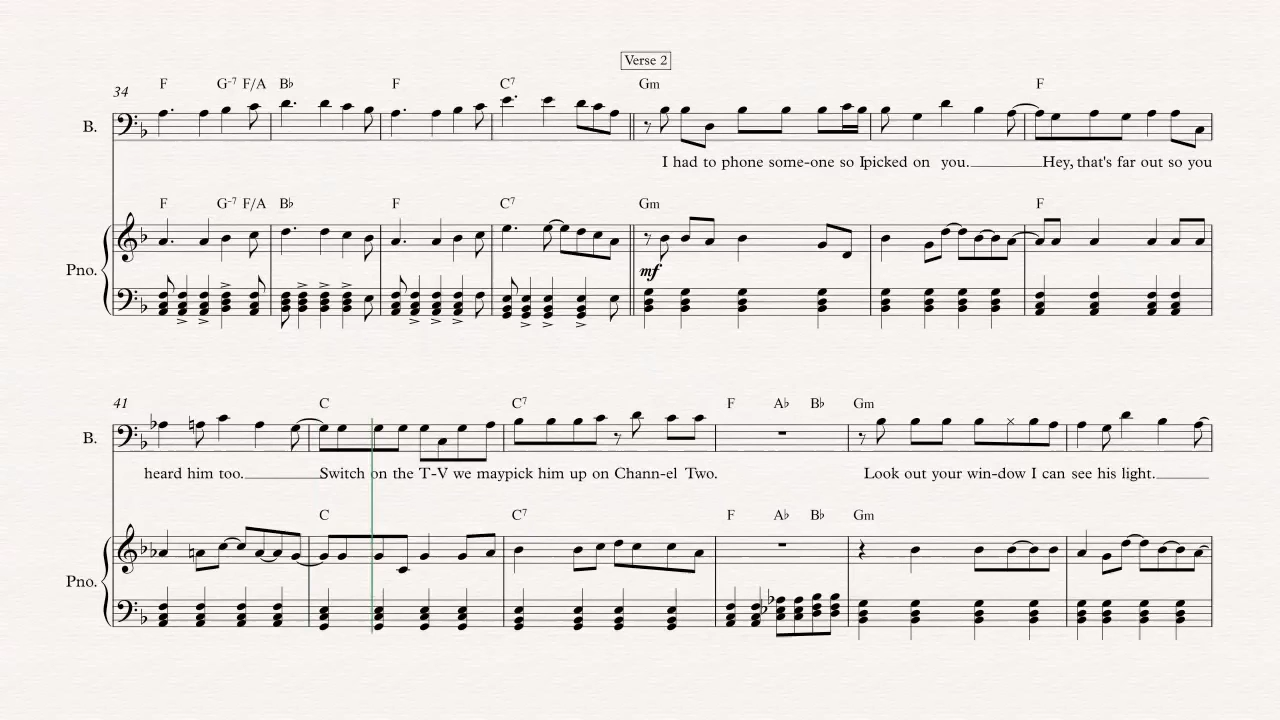 Verse 2
34 F G-7 F/A B♭ F C7 Gm F
B.
I had to phone some-one so I picked on you. Hey, that's far out so you
F G-7 F/A B♭ F C7 Gm F
Pno. mf
41 C C7 F A♭ B♭ Gm
B.
heard him too. Switch on the T-V we may pick him up on Chann-el Two. Look out your win-dow I can see his light.
C C7 F A♭ B♭ Gm
Pno.